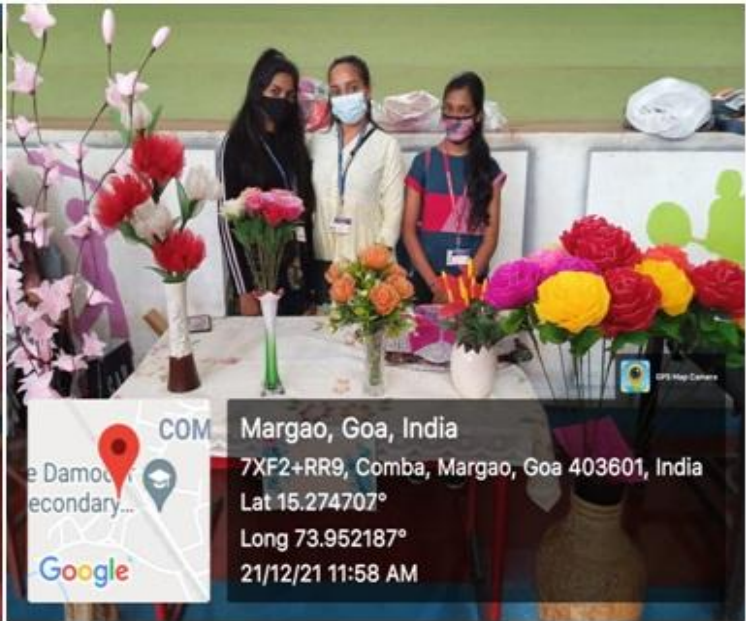 GPS Map Camera
COM
e Damo
econdary...
Google
Margao, Goa, India
7XF2+RR9, Comba, Margao, Goa 403601, India
Lat 15.274707°
Long 73.952187°
21/12/21 11:58 AM